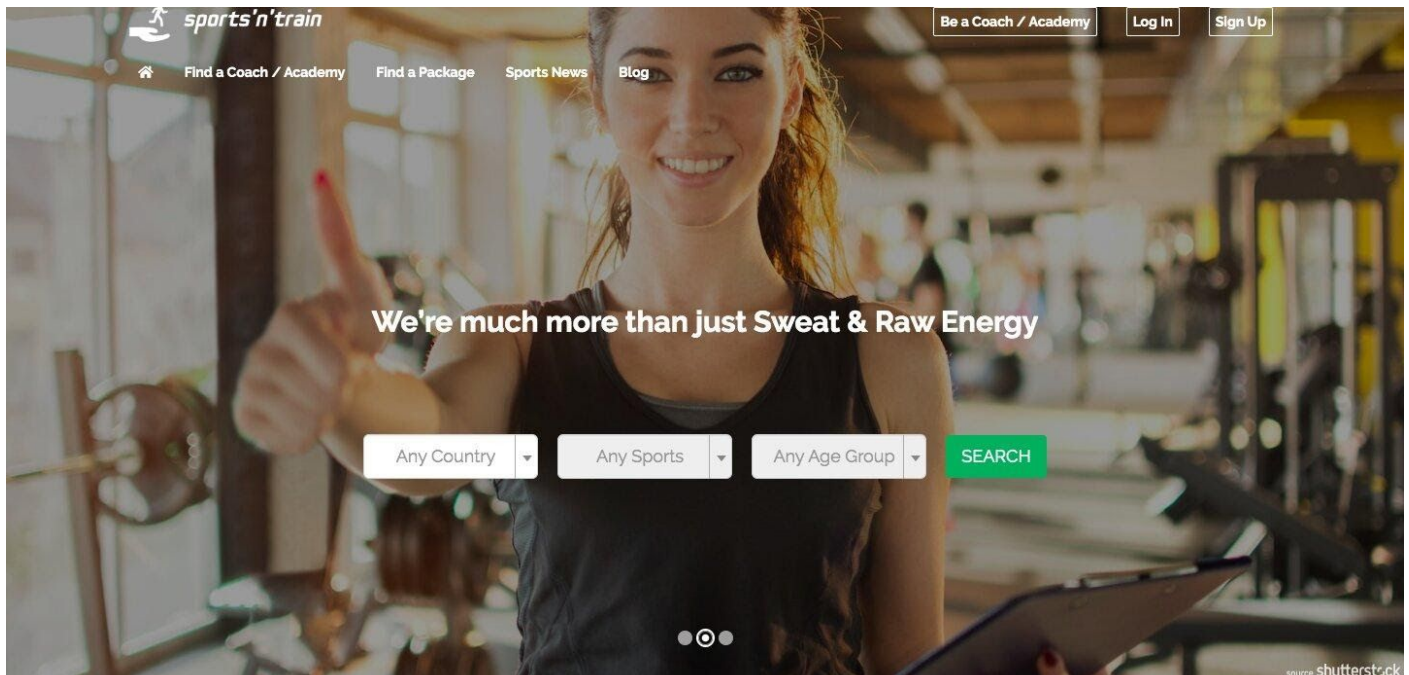 sports'n'train
Be a Coach / Academy
Log In
Sign Up
Find a Coach / Academy
Find a Package
Sports News
Blog
We're much more than just Sweat & Raw Energy
Any Country
Any Sports
Any Age Group
SEARCH
source shutterstock